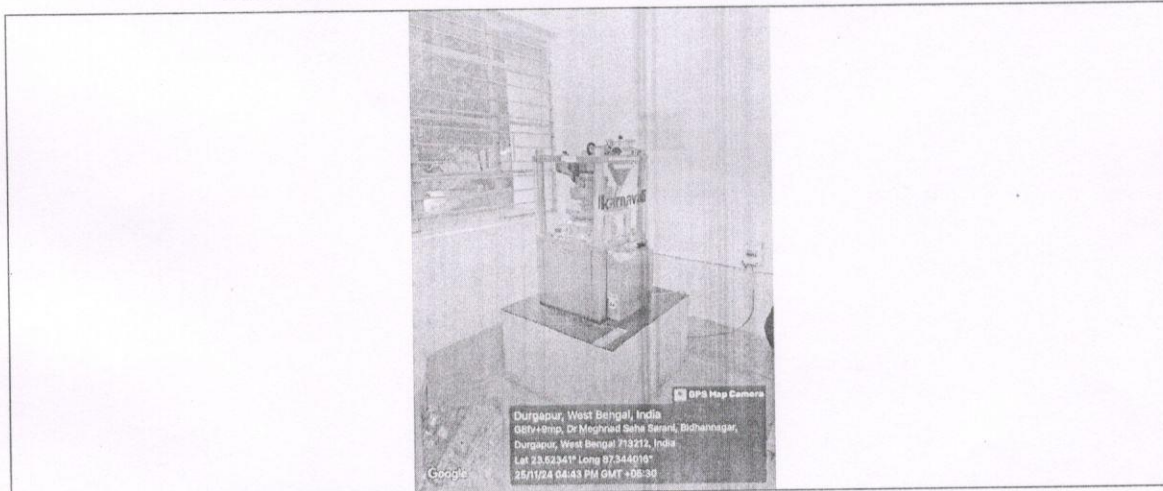 GPS Map Camera
Durgapur, West Bengal, India
Dr Meghnad Saha Sarani, Bidhannagar,
Durgapur, West Bengal 713212, India
Lat 23.52341° Long 87.344016°
25/11/24 04:43 PM GMT +05:30
Google